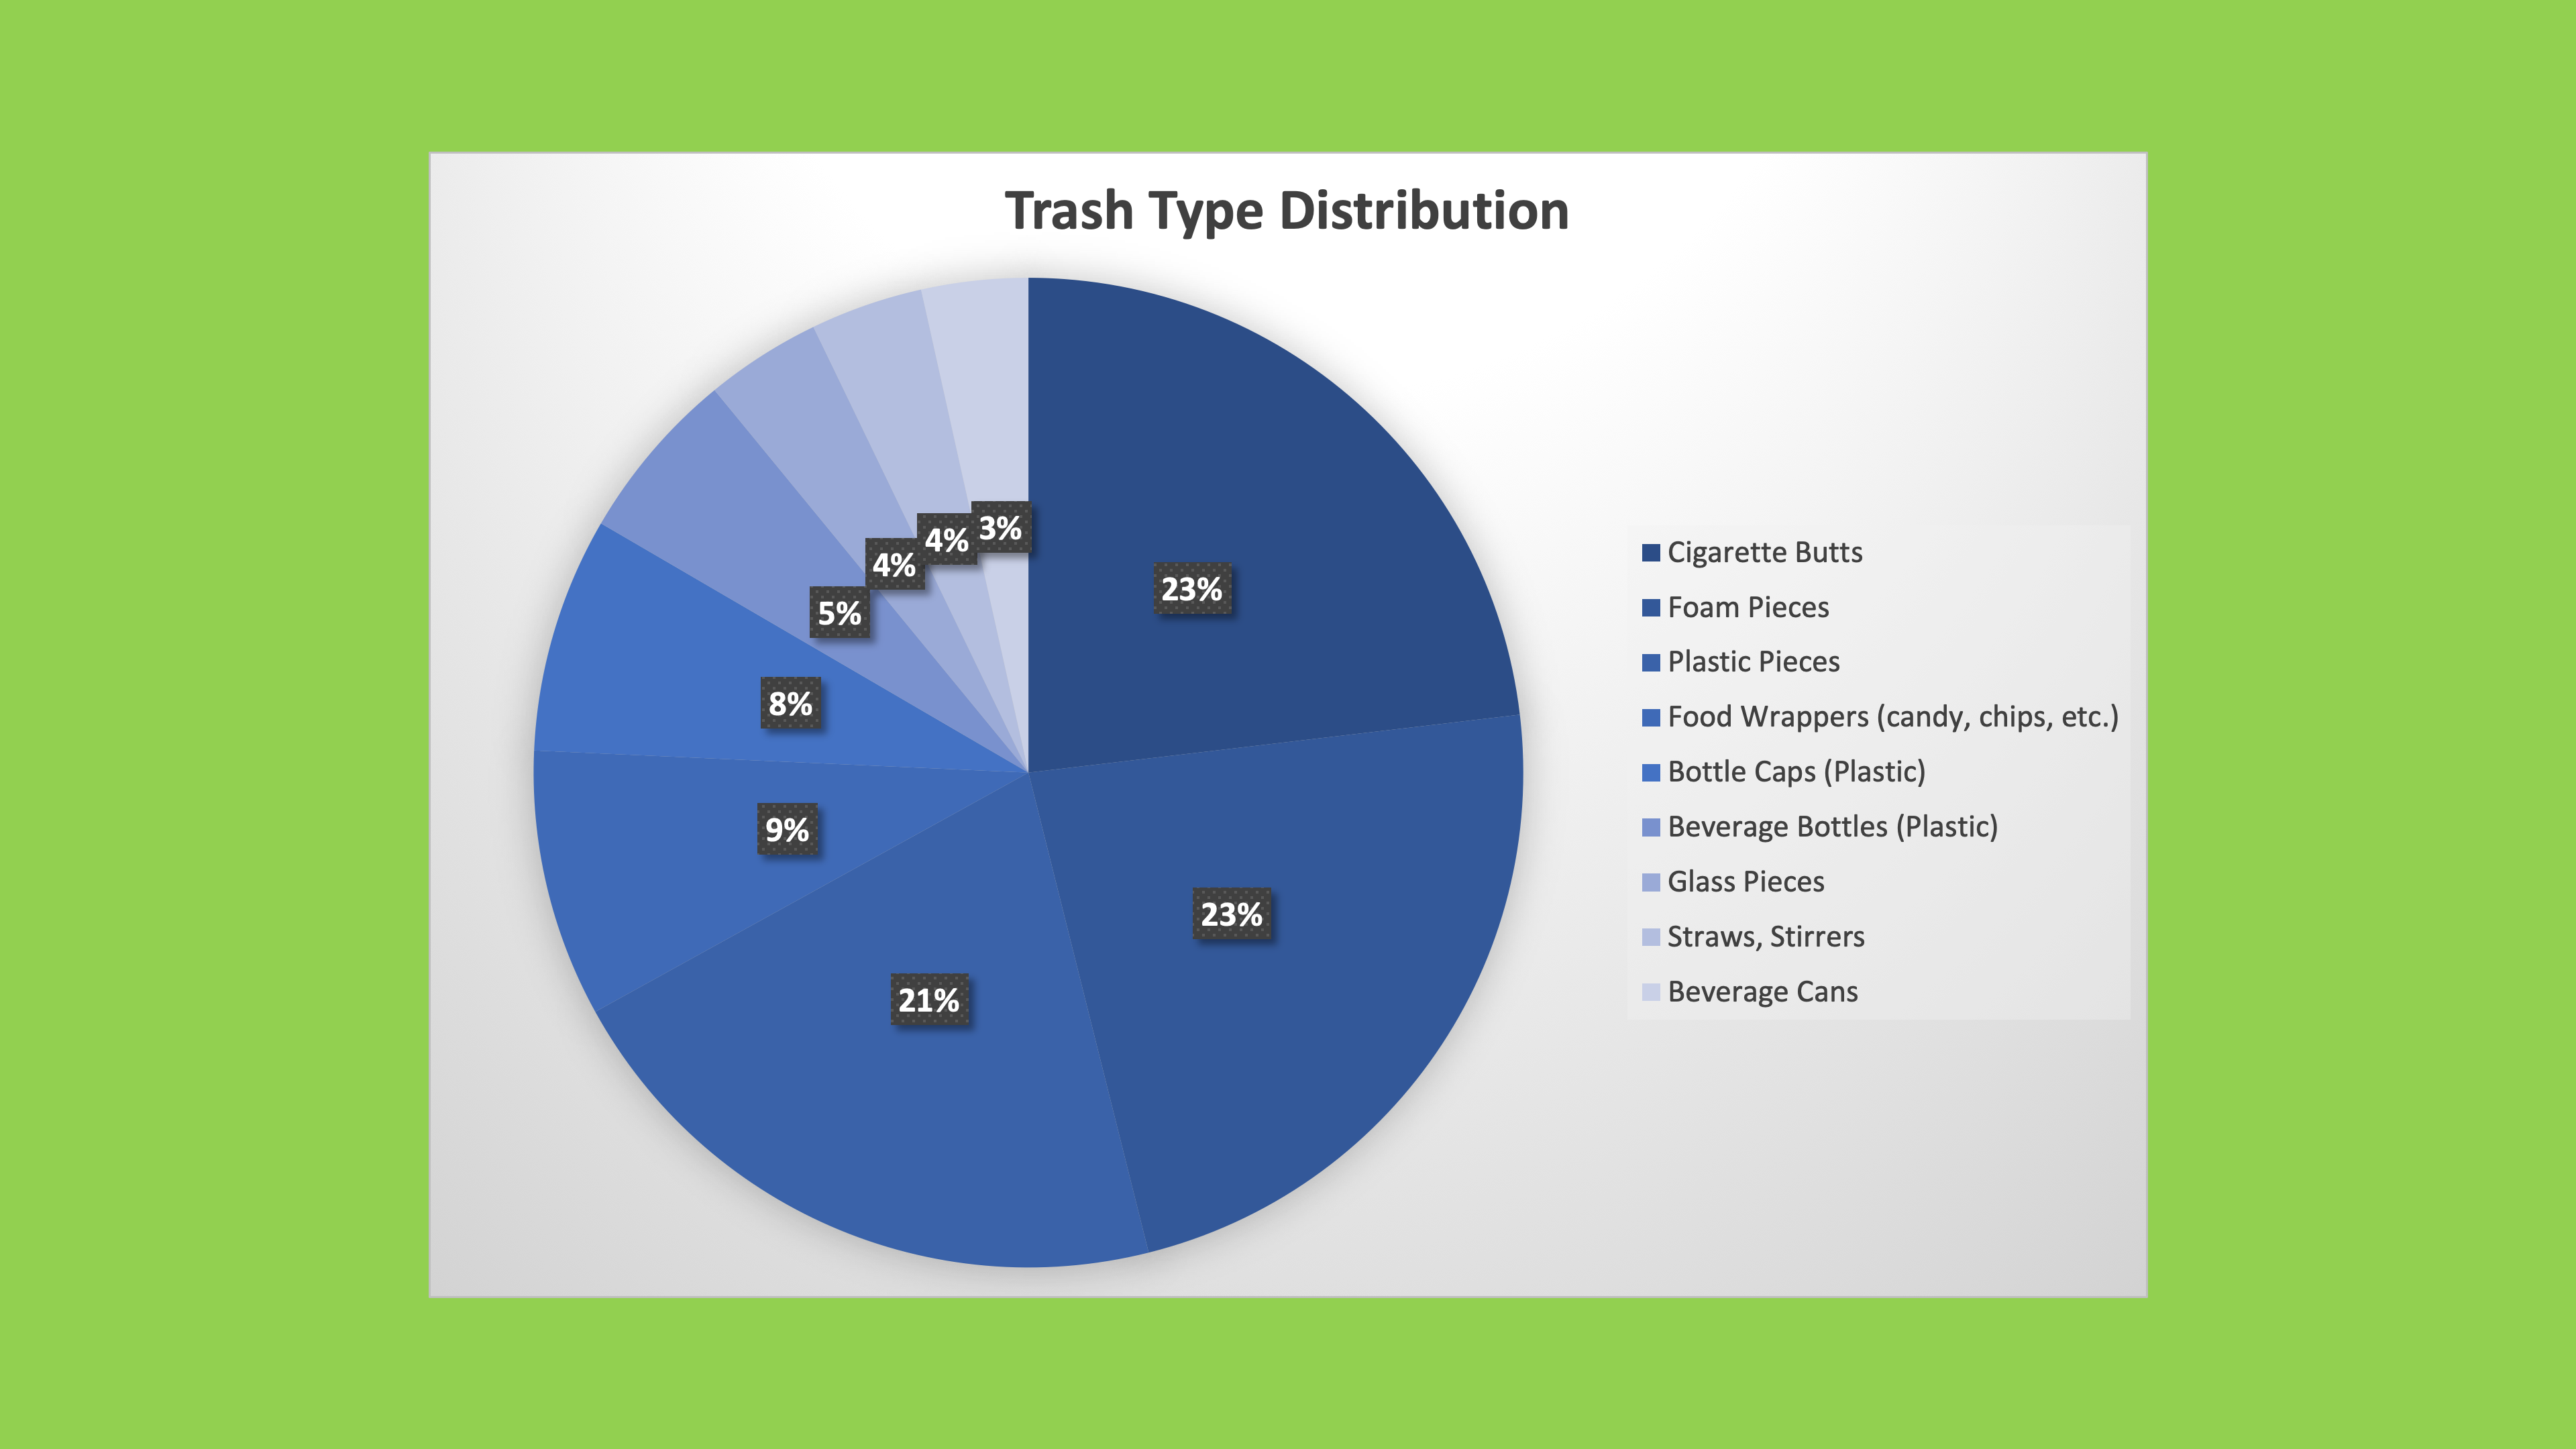 Trash Type Distribution
3%
4%
4%
5%
23%
8%
9%
23%
21%
Cigarette Butts
Foam Pieces
Plastic Pieces
Food Wrappers (candy, chips, etc.)
Bottle Caps (Plastic)
Beverage Bottles (Plastic)
Glass Pieces
Straws, Stirrers
Beverage Cans